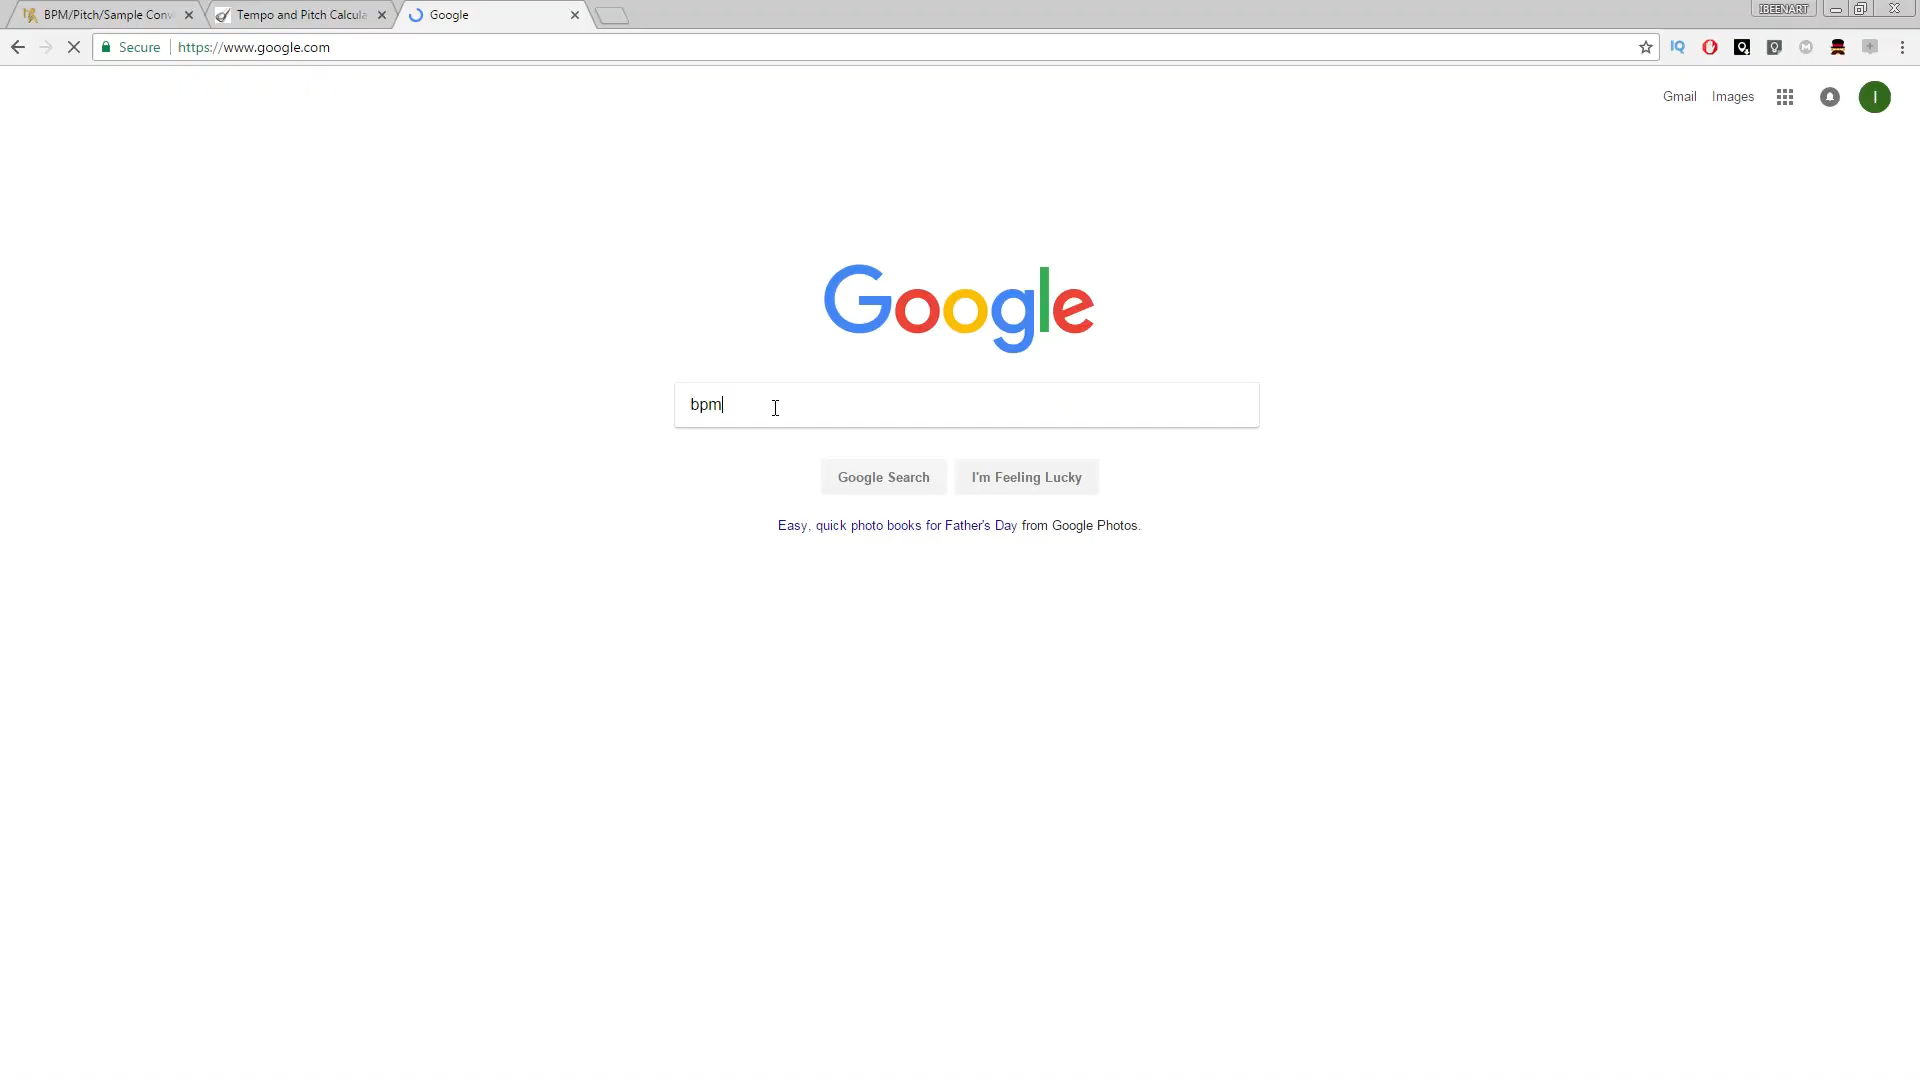 BPM/Pitch/Sample Conv
Tempo and Pitch Calcula
Google
IBEENART
Secure
https://www.google.com
IQ
Gmail
Images
I
Google
bpm
Google Search
I'm Feeling Lucky
Easy, quick photo books for Father's Day from Google Photos.